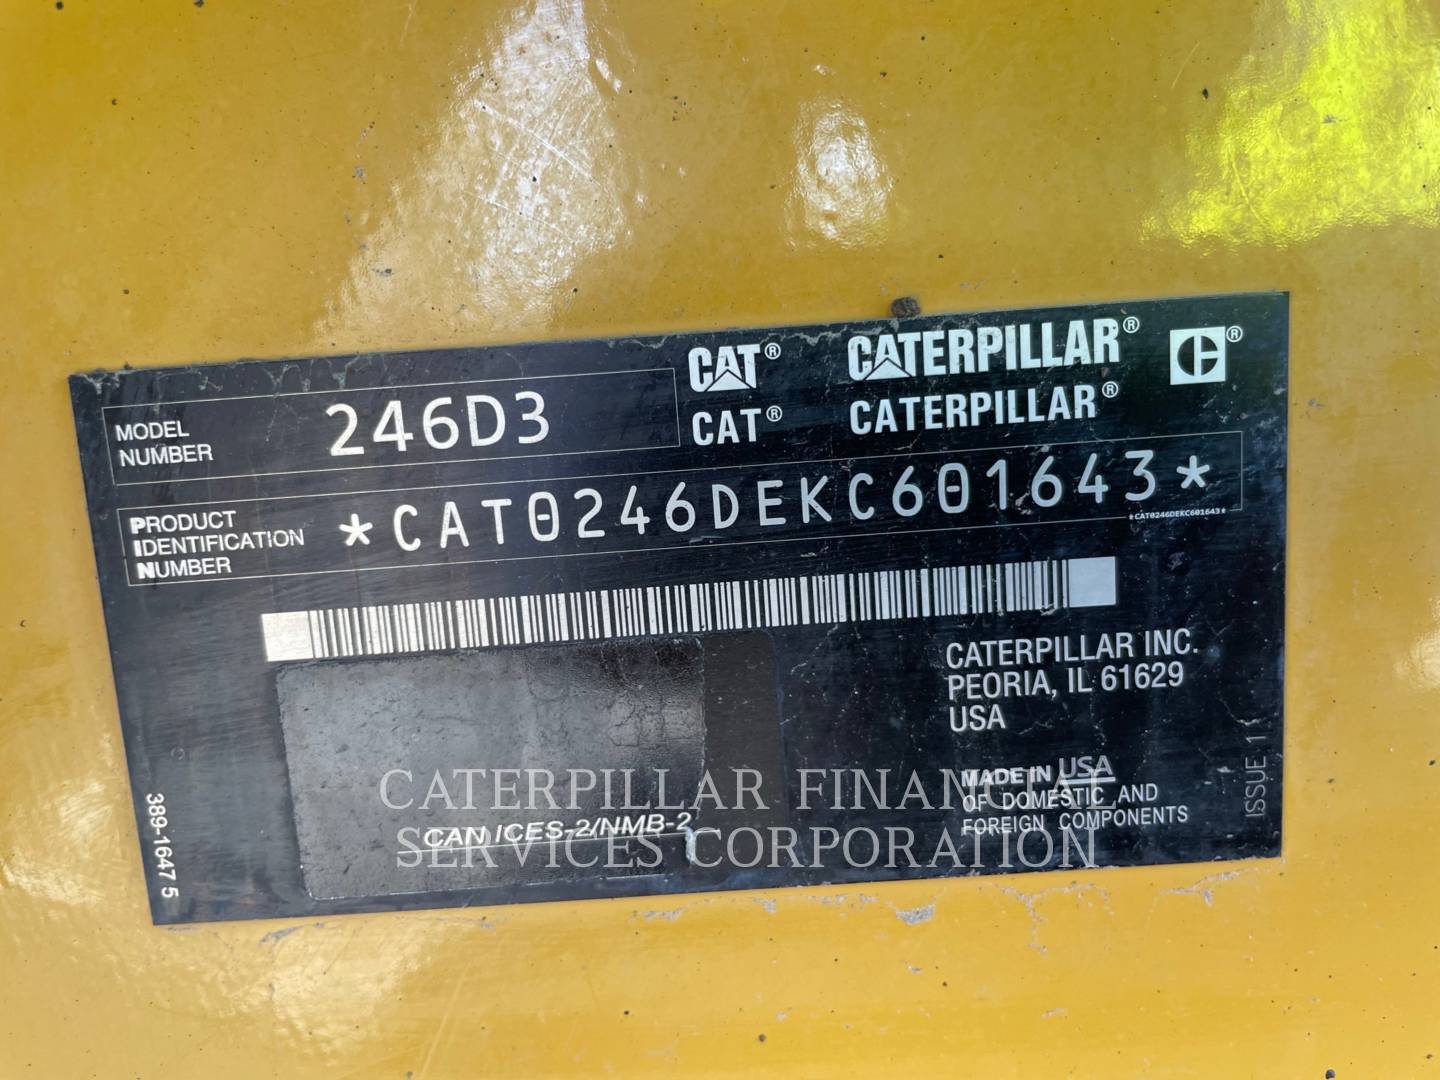 CAT® CATERPILLAR® C®
CAT® CATERPILLAR®
MODEL NUMBER 246D3
PRODUCT IDENTIFICATION NUMBER *CAT0246DEKC601643*
*CAT0246DEKC601643*
CATERPILLAR INC.
PEORIA, IL 61629
USA
MADE IN USA
OF DOMESTIC AND
FOREIGN COMPONENTS
ISSUE 1
CAN ICES-2/NMB-2
389-1647 5
CATERPILLAR FINANCIAL
SERVICES CORPORATION